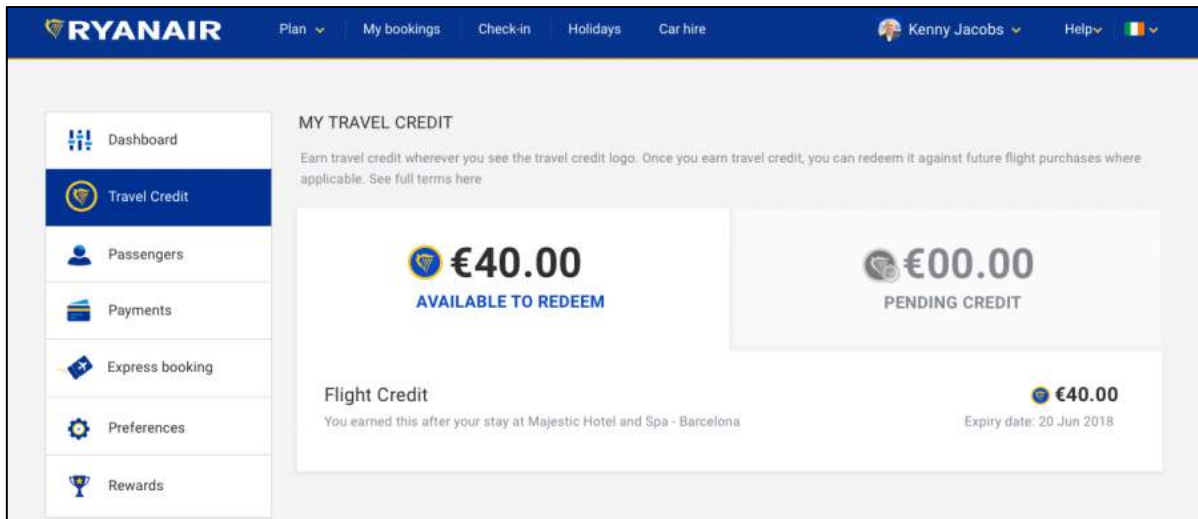 RYANAIR Plan My bookings Check-in Holidays Car hire Kenny Jacobs Help
Dashboard
Travel Credit
Passengers
Payments
Express booking
Preferences
Rewards
MY TRAVEL CREDIT
Earn travel credit wherever you see the travel credit logo. Once you earn travel credit, you can redeem it against future flight purchases where
applicable. See full terms here
€40.00
AVAILABLE TO REDEEM
€00.00
PENDING CREDIT
Flight Credit €40.00
You earned this after your stay at Majestic Hotel and Spa - Barcelona Expiry date: 20 Jun 2018